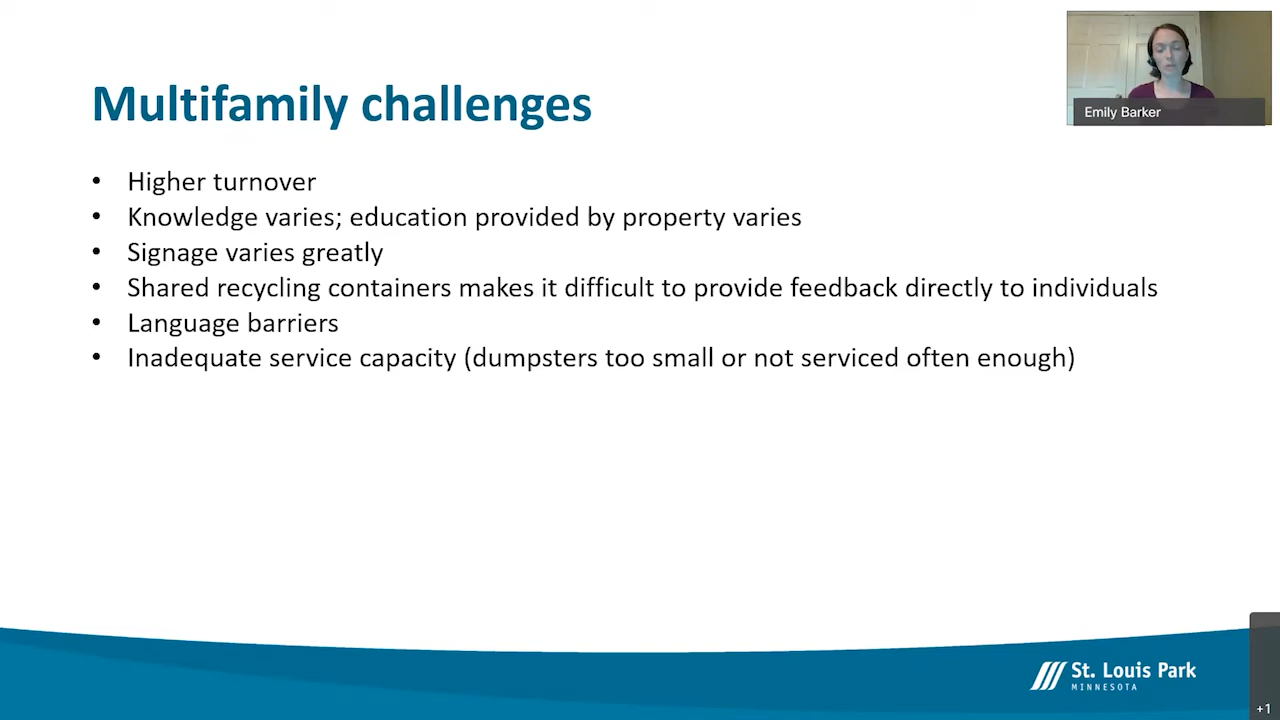 Multifamily challenges
Emily Barker
• Higher turnover
• Knowledge varies; education provided by property varies
• Signage varies greatly
• Shared recycling containers makes it difficult to provide feedback directly to individuals
• Language barriers
• Inadequate service capacity (dumpsters too small or not serviced often enough)
St. Louis Park
MINNESOTA
+1